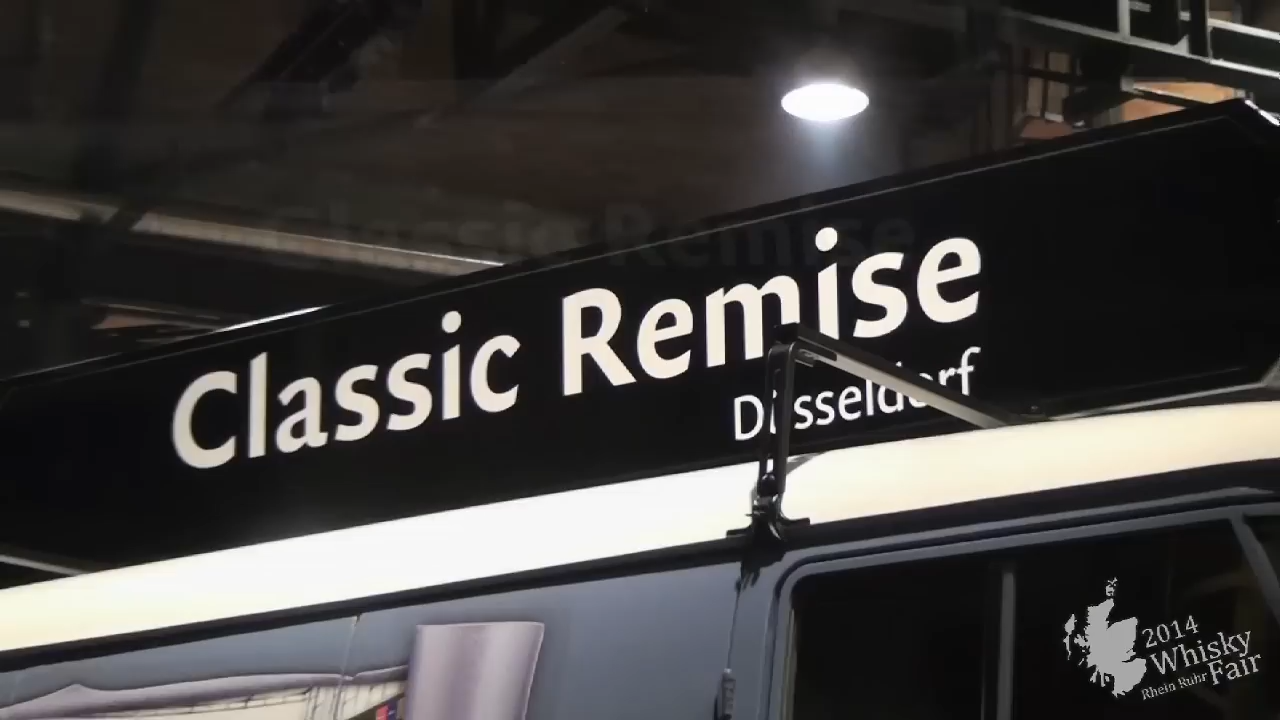 Classic Remise
Düsseldorf
2014
Whisky
Fair
Rhein Ruhr